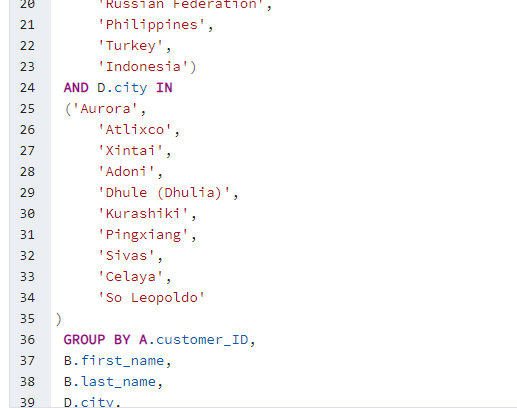 20 'Russian Federation',
21 'Philippines',
22 'Turkey',
23 'Indonesia')
24 AND D.city IN
25 ('Aurora',
26 'Atlixco',
27 'Xintai',
28 'Adoni',
29 'Dhule (Dhulia)',
30 'Kurashiki',
31 'Pingxiang',
32 'Sivas',
33 'Celaya',
34 'So Leopoldo'
35 )
36 GROUP BY A.customer_ID,
37 B.first_name,
38 B.last_name,
39 D.city,